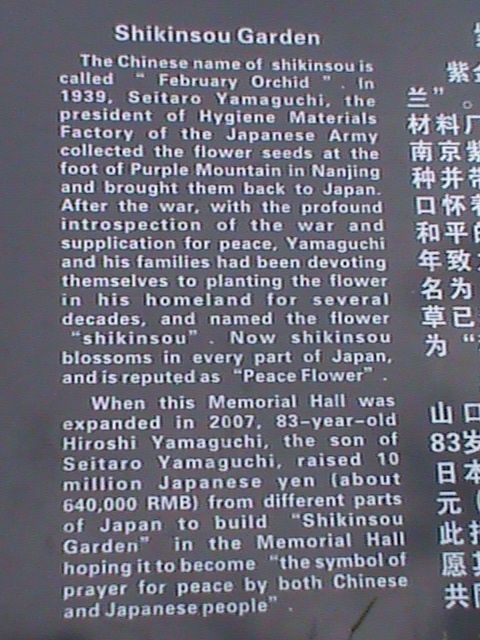 Shikinsou Garden
The Chinese name of shikinsou is
called " February Orchid " . In
1939, Seitaro Yamaguchi, the
president of Hygiene Materials
Factory of the Japanese Army
collected the flower seeds at the
foot of Purple Mountain in Nanjing
and brought them back to Japan.
After the war, with the profound
introspection of the war and
supplication for peace, Yamaguchi
and his families had been devoting
themselves to planting the flower
in his homeland for several
decades, and named the flower
"shikinsou" . Now shikinsou
blossoms in every part of Japan,
and is reputed as "Peace Flower" .
When this Memorial Hall was
expanded in 2007, 83-year-old
Hiroshi Yamaguchi, the son of
Seitaro Yamaguchi, raised 10
million Japanese yen (about
640,000 RMB) from different parts
of Japan to build "Shikinsou
Garden" in the Memorial Hall
hoping it to become "the symbol of
prayer for peace by both Chinese
and Japanese people" .
紫金
兰"。
材料厂
南京紫
种并带
口怀着
和平的
年致力
名为
草已
为"
山口
83岁
日本
元(
此
愿
共同